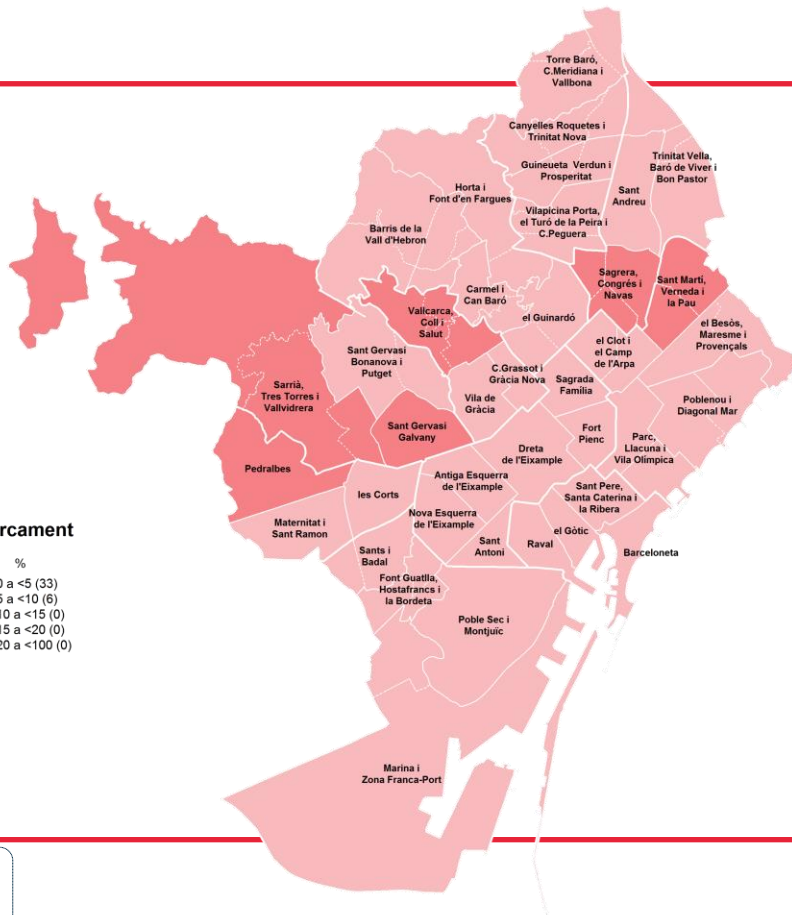 Torre Baró,
C.Meridiana i
Vallbona
Canyelles Roquetes i
Trinitat Nova
Guineueta Verdun i
Prosperitat
Trinitat Vella,
Baró de Viver i
Bon Pastor
Sant
Andreu
Horta i
Font d'en Fargues
Vilapicina Porta,
el Turó de la Peira i
C.Peguera
Barris de la
Vall d'Hebron
Sagrera,
Congrés i
Navas
Sant Martí,
Verneda i
la Pau
Carmel i
Can Baró
Vallcarca,
Coll i
Salut
el Guinardó
el Besòs,
Maresme i
Provençals
el Clot i
el Camp
de l'Arpa
Sant Gervasi
Bonanova i
Putget
C.Grassot i
Gràcia Nova
Sagrada
Família
Sarrià,
Tres Torres i
Vallvidrera
Vila de
Gràcia
Poblenou i
Diagonal Mar
Sant Gervasi
Galvany
Fort
Pienc
Parc,
Llacuna i
Vila Olímpica
Dreta
de l'Eixample
Pedralbes
Antiga Esquerra
de l'Eixample
les Corts
Sant Pere,
Santa Caterina i
la Ribera
Nova Esquerra
de l'Eixample
Maternitat i
Sant Ramon
el Gòtic
Sant
Antoni
Raval
Barceloneta
Sants i
Badal
Font Guatlla,
Hostafrancs i
la Bordeta
Poble Sec i
Montjuïc
Marina i
Zona Franca-Port
rcament
%
0 a <5 (33)
5 a <10 (6)
10 a <15 (0)
15 a <20 (0)
20 a <100 (0)